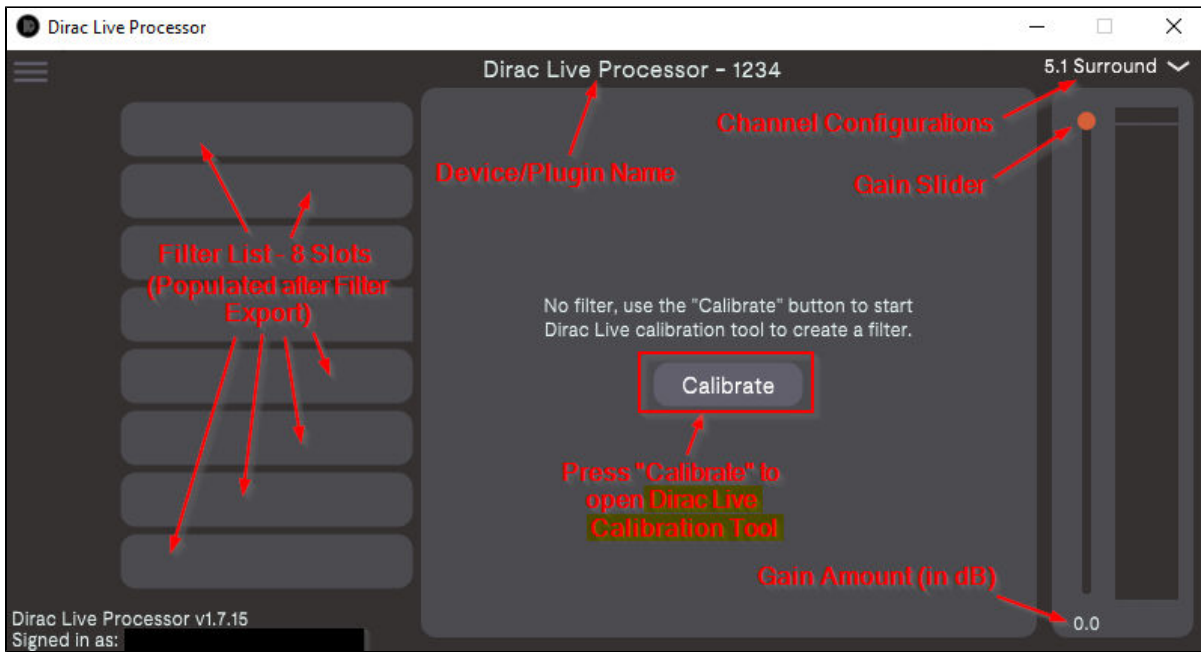 Dirac Live Processor
Dirac Live Processor - 1234
5.1 Surround
Channel Configurations
Device/Plugin Name
Gain Slider
Filter List - 8 Slots
(Populated after Filter
Export)
No filter, use the "Calibrate" button to start
Dirac Live calibration tool to create a filter.
Calibrate
Press "Calibrate" to
open Dirac Live
Calibration Tool
Gain Amount (in dB)
0.0
Dirac Live Processor v1.7.15
Signed in as: